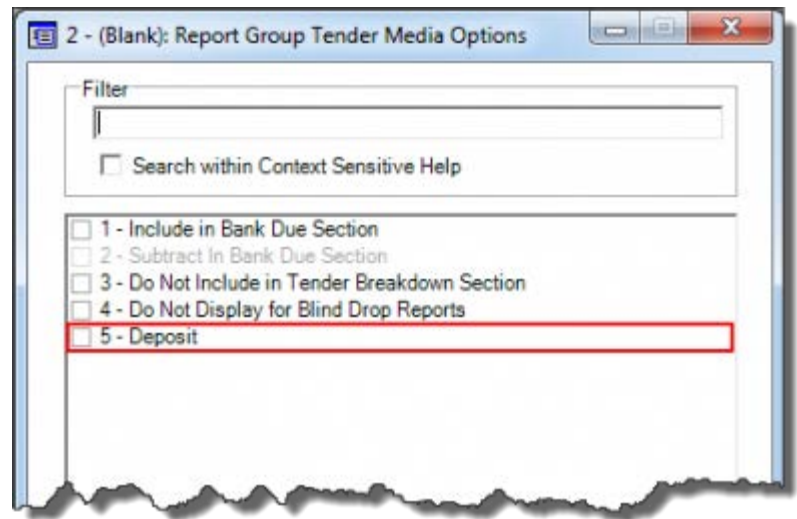 2 - (Blank): Report Group Tender Media Options
Filter
Search within Context Sensitive Help
1 - Include in Bank Due Section
2 - Subtract In Bank Due Section
3 - Do Not Include in Tender Breakdown Section
4 - Do Not Display for Blind Drop Reports
5 - Deposit